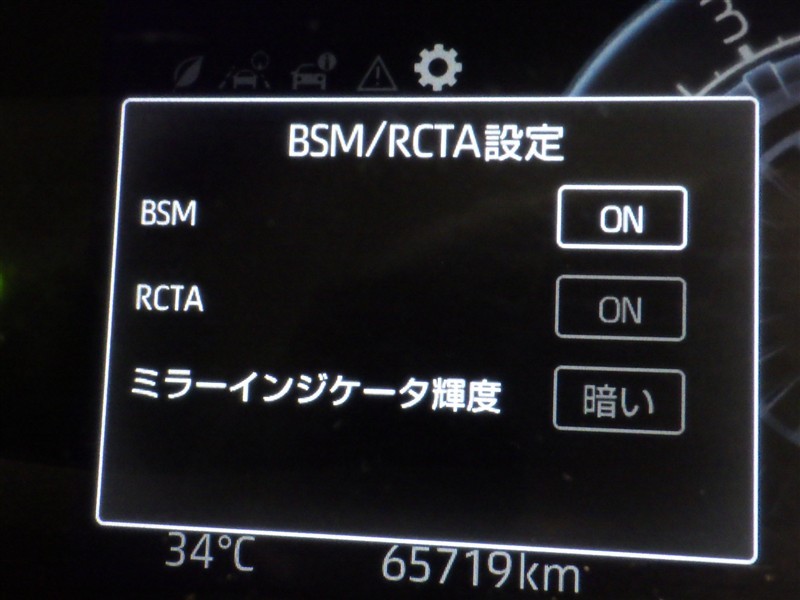 3
BSM/RCTA設定
BSM
ON
RCTA
ON
ミラーインジケータ輝度
暗い
34°C
65719km